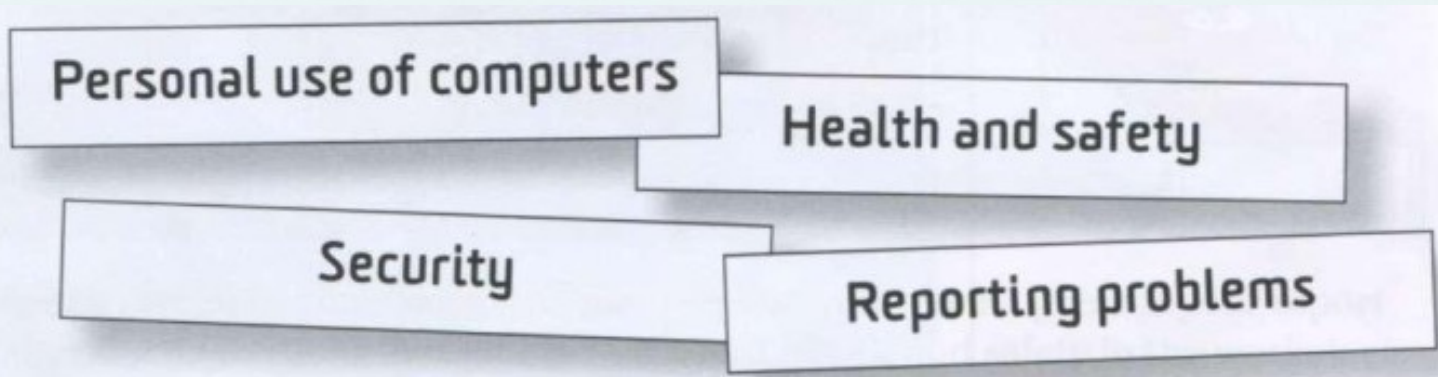 Personal use of computers
Health and safety
Security
Reporting problems